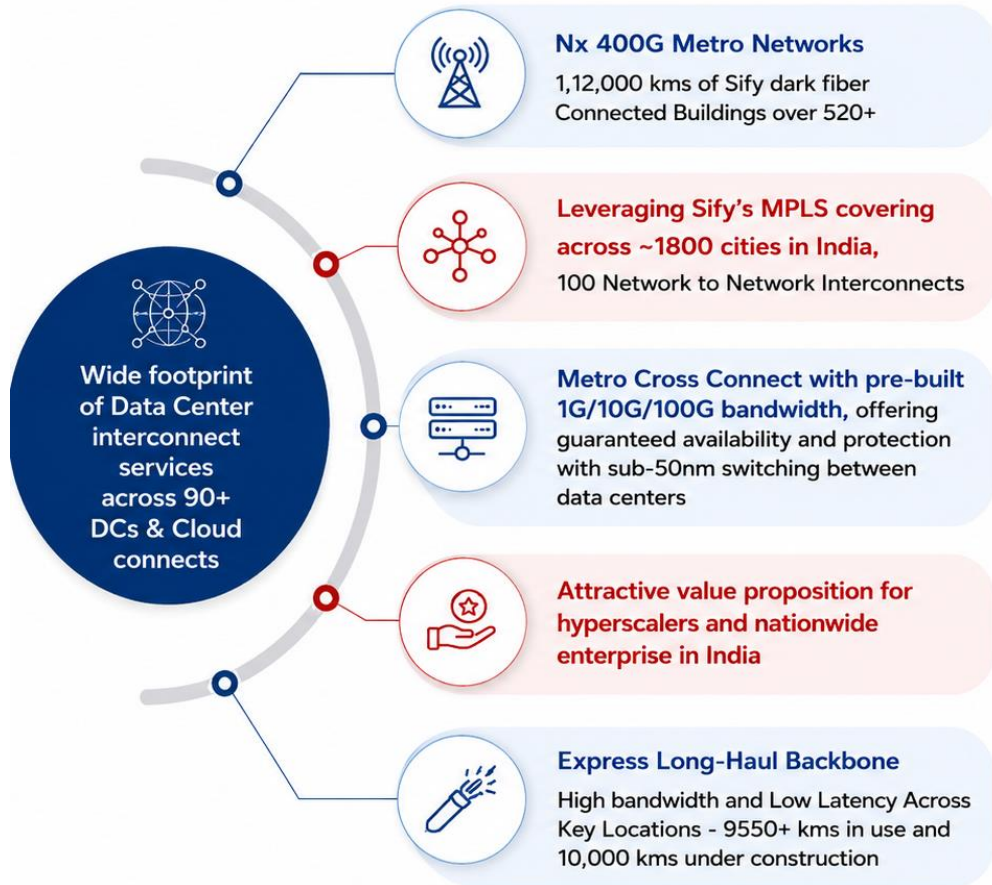 Wide footprint
of Data Center
interconnect
services
across 90+
DCs & Cloud
connects
Nx 400G Metro Networks
1,12,000 kms of Sify dark fiber
Connected Buildings over 520+
Leveraging Sify's MPLS covering
across ~1800 cities in India,
100 Network to Network Interconnects
Metro Cross Connect with pre-built
1G/10G/100G bandwidth, offering
guaranteed availability and protection
with sub-50nm switching between
data centers
Attractive value proposition for
hyperscalers and nationwide
enterprise in India
Express Long-Haul Backbone
High bandwidth and Low Latency Across
Key Locations - 9550+ kms in use and
10,000 kms under construction